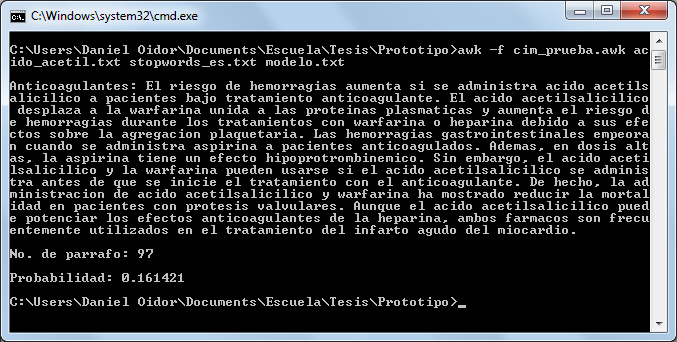 C:\Windows\system32\cmd.exe
C:\Users\Daniel Oidor\Documents\Escuela\Tesis\Prototipo>awk -f cim_prueba.awk ac
ido_acetil.txt stopwords_es.txt modelo.txt
Anticoagulantes: El riesgo de hemorragias aumenta si se administra acido acetils
alicilico a pacientes bajo tratamiento anticoagulante. El acido acetilsalicilico
 desplaza a la warfarina unida a las proteinas plasmaticas y aumenta el riesgo d
e hemorragias durante los tratamientos con warfarina o heparina debido a sus efe
ctos sobre la agregacion plaquetaria. Las hemorragias gastrointestinales empeora
n cuando se administra aspirina a pacientes anticoagulados. Ademas, en dosis alt
as, la aspirina tiene un efecto hipoprotrombinemico. Sin embargo, el acido aceti
lsalicilico y la warfarina pueden usarse si el acido acetilsalicilico se adminis
tra antes de que se inicie el tratamiento con el anticoagulante. De hecho, la ad
ministracion de acido acetilsalicilico y warfarina ha mostrado reducir la mortal
idad en pacientes con protesis valvulares. Aunque el acido acetilsalicilico pued
e potenciar los efectos anticoagulantes de la heparina, ambos farmacos son frecu
entemente utilizados en el tratamiento del infarto agudo del miocardio.
No. de parrafo: 97
Probabilidad: 0.161421
C:\Users\Daniel Oidor\Documents\Escuela\Tesis\Prototipo>_